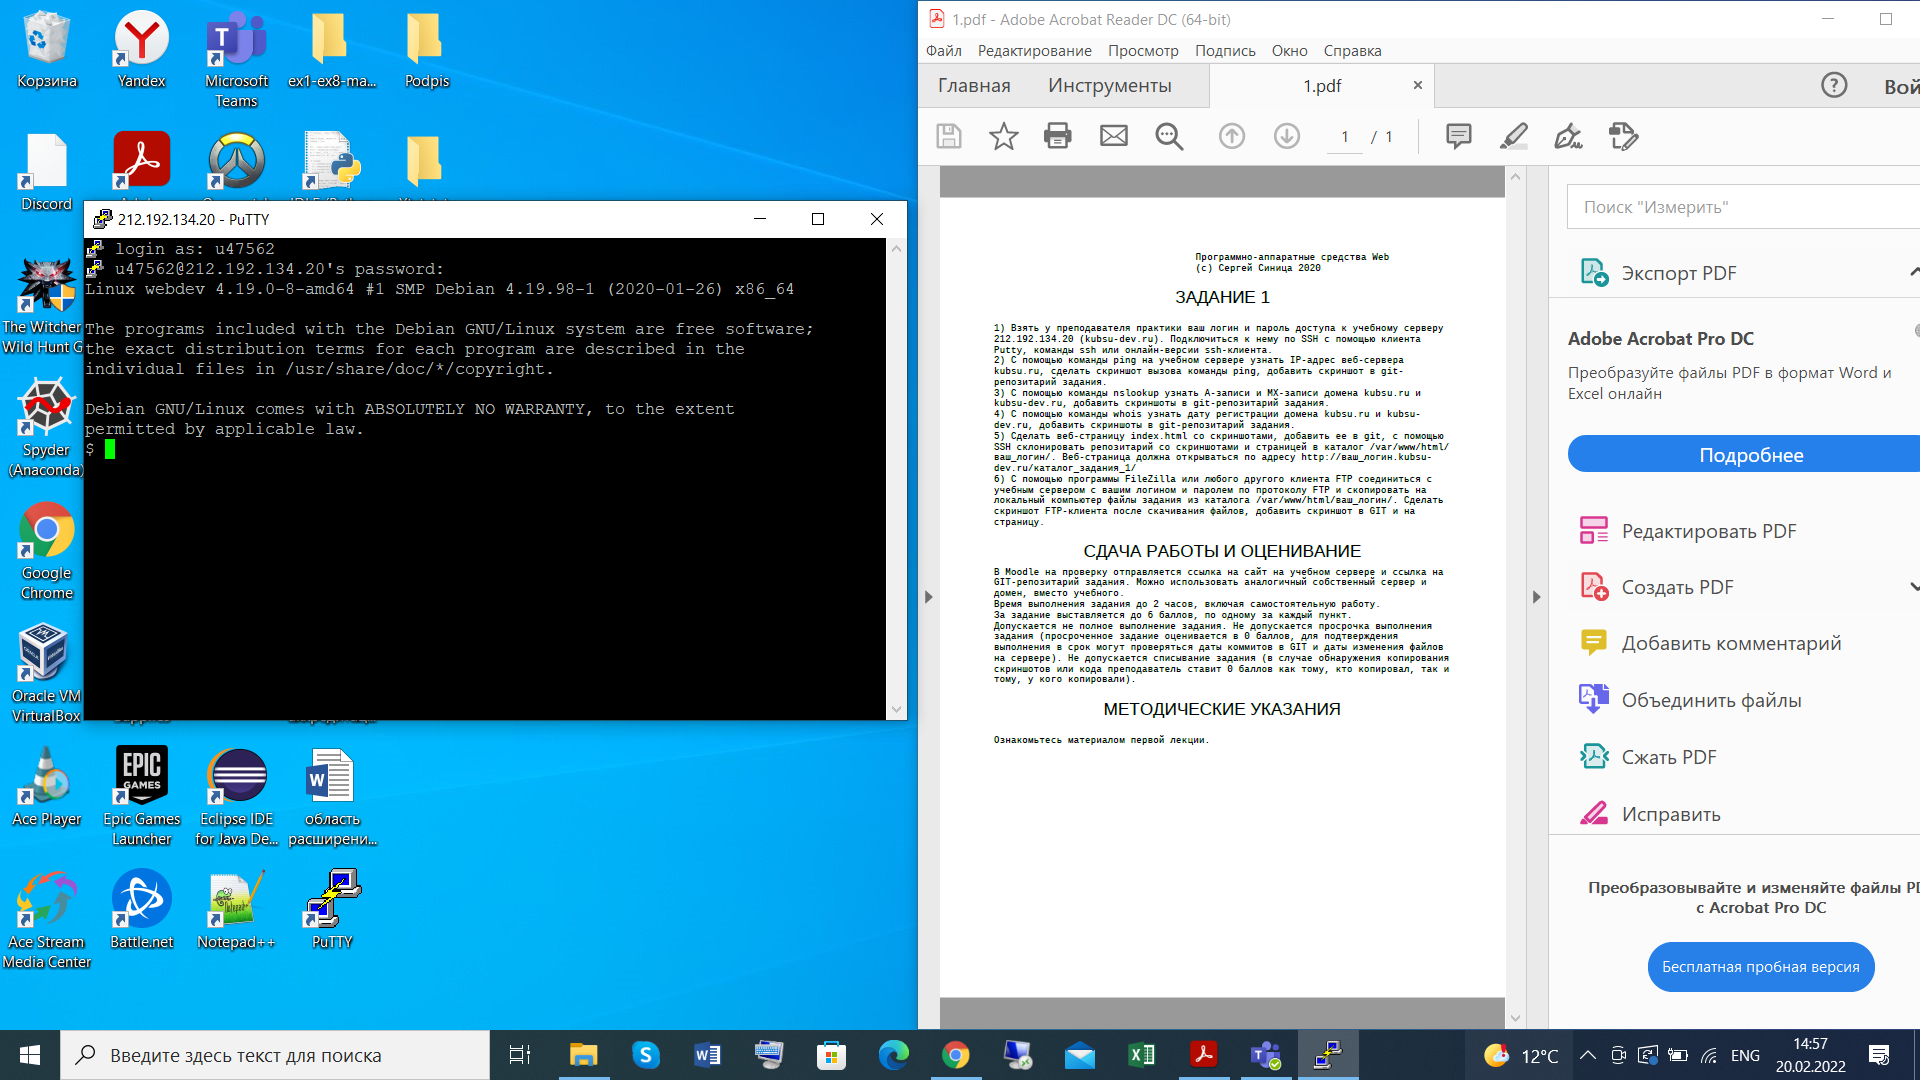 Корзина
Yandex
Microsoft Teams
ex1-ex8-ma...
Podpis
Discord
The Witcher
Wild Hunt G
Spyder
(Anaconda)
Google
Chrome
Oracle VM
VirtualBox
Ace Player
Epic Games
Launcher
EPIC
GAMES
Eclipse IDE
for Java De...
область
расширени...
Ace Stream
Media Center
Battle.net
Notepad++
PuTTY
212.192.134.20 - PuTTY
login as: u47562
u47562@212.192.134.20's password:
Linux webdev 4.19.0-8-amd64 #1 SMP Debian 4.19.98-1 (2020-01-26) x86_64
The programs included with the Debian GNU/Linux system are free software;
the exact distribution terms for each program are described in the
individual files in /usr/share/doc/*/copyright.
Debian GNU/Linux comes with ABSOLUTELY NO WARRANTY, to the extent
permitted by applicable law.
$
1.pdf - Adobe Acrobat Reader DC (64-bit)
Файл Редактирование Просмотр Подпись Окно Справка
Главная Инструменты 1.pdf × Вой
1 / 1
Программно-аппаратные средства Web
(c) Сергей Синица 2020
ЗАДАНИЕ 1
1) Взять у преподавателя практики ваш логин и пароль доступа к учебному серверу
212.192.134.20 (kubsu-dev.ru). Подключиться к нему по SSH с помощью клиента
Putty, команды ssh или онлайн-версии ssh-клиента.
2) С помощью команды ping на учебном сервере узнать IP-адрес веб-сервера
kubsu.ru, сделать скриншот вызова команды ping, добавить скриншот в git-
репозитарий задания.
3) С помощью команды nslookup узнать A-записи и MX-записи домена kubsu.ru и
kubsu-dev.ru, добавить скриншоты в git-репозитарий задания.
4) С помощью команды whois узнать дату регистрации домена kubsu.ru и kubsu-
dev.ru, добавить скриншоты в git-репозитарий задания.
5) Сделать веб-страницу index.html со скриншотами, добавить ее в git, с помощью
SSH склонировать репозитарий со скриншотами и страницей в каталог /var/www/html/
ваш_логин/. Веб-страница должна открываться по адресу http://ваш_логин.kubsu-
dev.ru/каталог_задания_1/
6) С помощью программы FileZilla или любого другого клиента FTP соединиться с
учебным сервером с вашим логином и паролем по протоколу FTP и скопировать на
локальный компьютер файлы задания из каталога /var/www/html/ваш_логин/. Сделать
скриншот FTP-клиента после скачивания файлов, добавить скриншот в GIT и на
страницу.
СДАЧА РАБОТЫ И ОЦЕНИВАНИЕ
В Moodle на проверку отправляется ссылка на сайт на учебном сервере и ссылка на
GIT-репозитарий задания. Можно использовать аналогичный собственный сервер и
домен, вместо учебного.
Время выполнения задания до 2 часов, включая самостоятельную работу.
За задание выставляется до 6 баллов, по одному за каждый пункт.
Допускается не полное выполнение задания. Не допускается просрочка выполнения
задания (просроченное задание оценивается в 0 баллов, для подтверждения
выполнения в срок могут проверяться даты коммитов в GIT и даты изменения файлов
на сервере). Не допускается списывание задания (в случае обнаружения копирования
скриншотов или кода преподаватель ставит 0 баллов как тому, кто копировал, так и
тому, у кого копировали).
МЕТОДИЧЕСКИЕ УКАЗАНИЯ
Ознакомьтесь материалом первой лекции.
Поиск "Измерить"
Экспорт PDF
Adobe Acrobat Pro DC
Преобразуйте файлы PDF в формат Word и
Excel онлайн
Подробнее
Редактировать PDF
Создать PDF
Добавить комментарий
Объединить файлы
Сжать PDF
Исправить
Преобразовывайте и изменяйте файлы PD
с Acrobat Pro DC
Бесплатная пробная версия
Введите здесь текст для поиска
12°C
ENG
14:57
20.02.2022